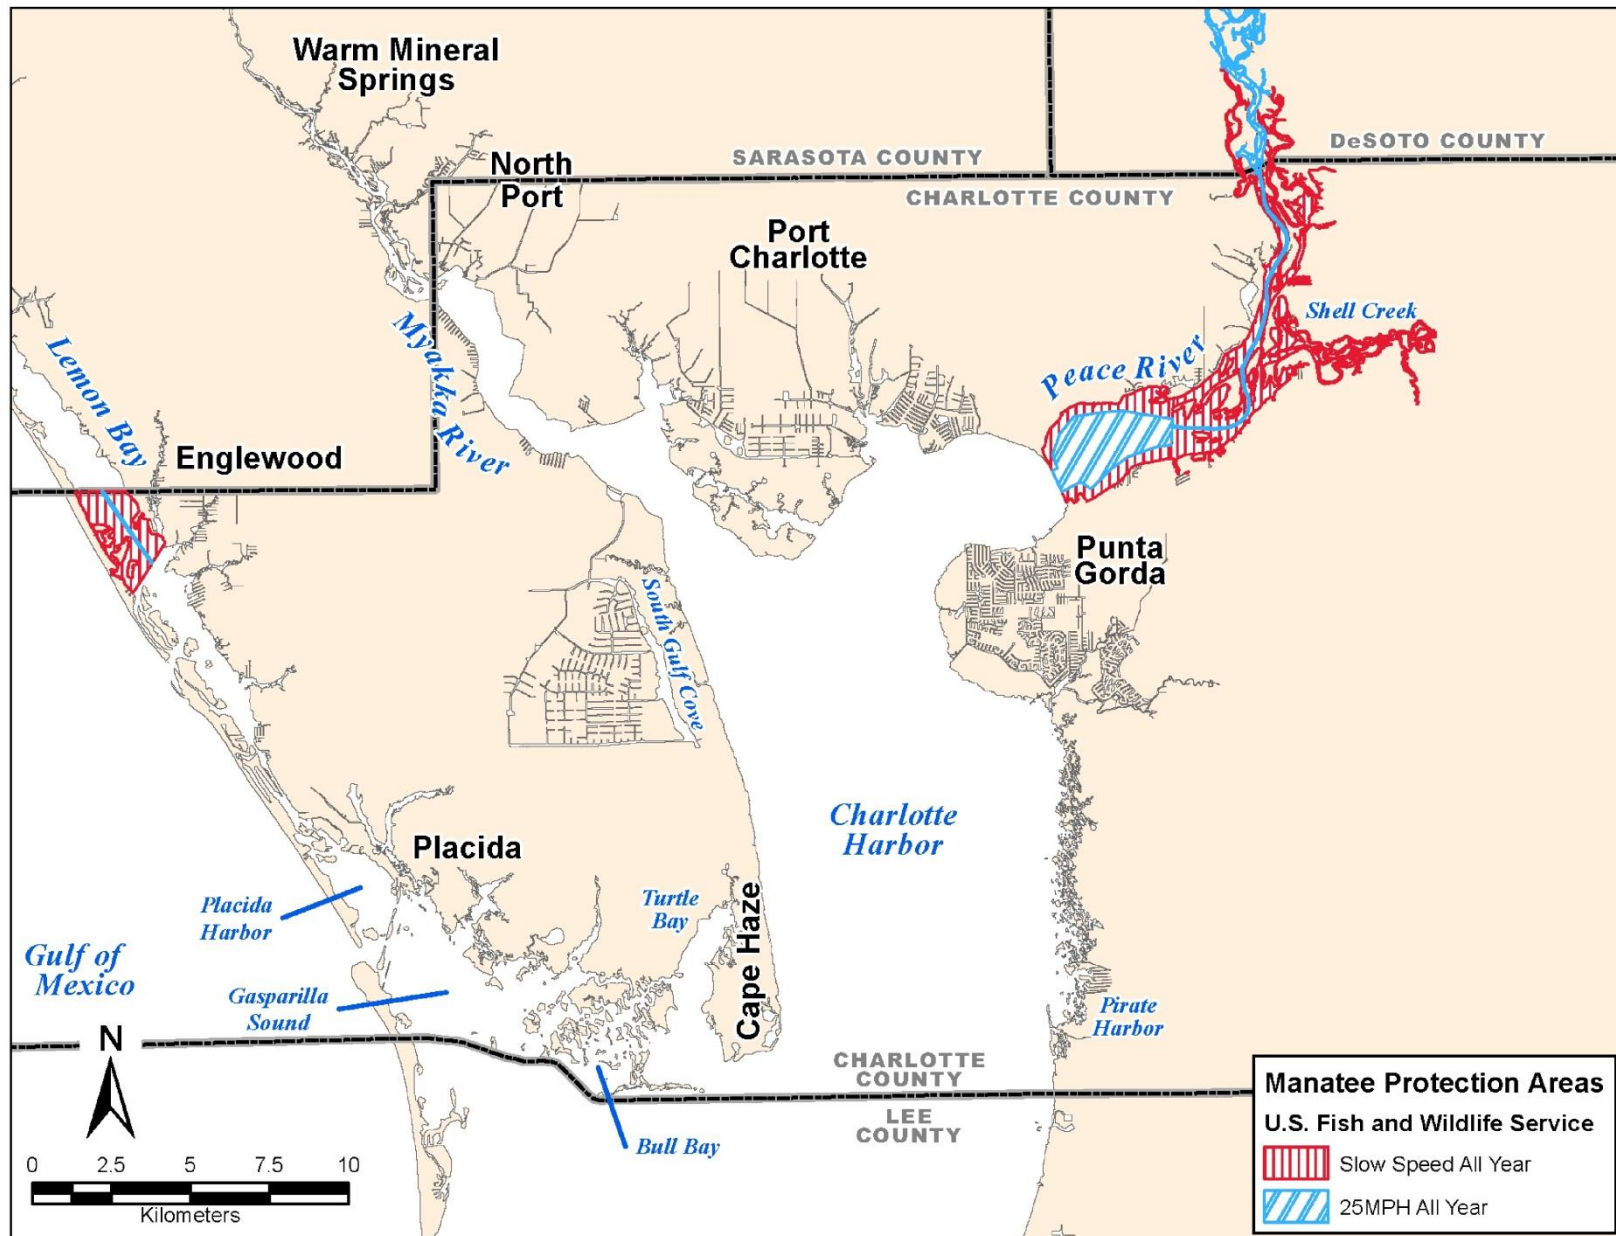 Warm Mineral
Springs
North
Port
SARASOTA COUNTY
DeSOTO COUNTY
CHARLOTTE COUNTY
Port
Charlotte
Shell Creek
Myakka River
Lemon Bay
Peace River
Englewood
Punta
Gorda
South Gulf Cove
Charlotte
Harbor
Placida
Placida
Harbor
Turtle
Bay
Cape Haze
Gulf of
Mexico
Gasparilla
Sound
Pirate
Harbor
N
CHARLOTTE
COUNTY
LEE
COUNTY
Bull Bay
0 2.5 5 7.5 10
Kilometers
Manatee Protection Areas
U.S. Fish and Wildlife Service
Slow Speed All Year
25MPH All Year